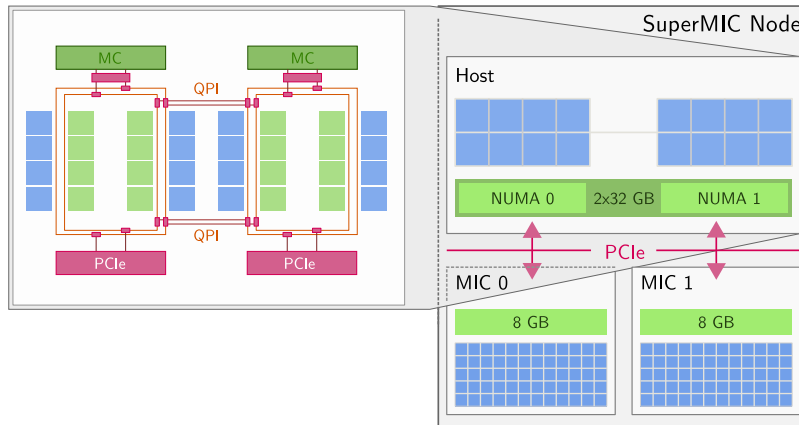 SuperMIC Node
MC
MC
QPI
QPI
PCIe
PCIe
Host
NUMA 0
2x32 GB
NUMA 1
PCIe
MIC 0
MIC 1
8 GB
8 GB